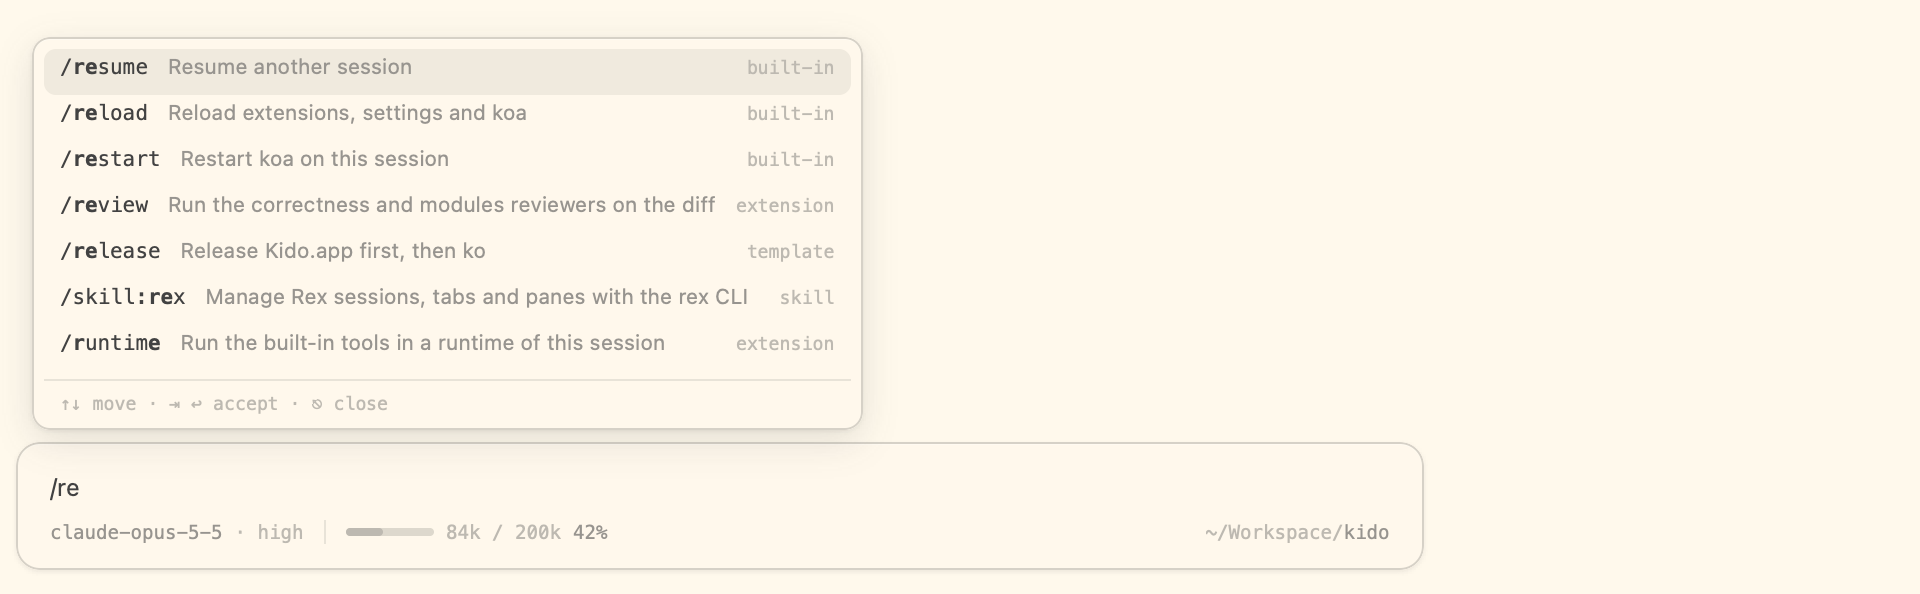 /resume Resume another session built-in
/reload Reload extensions, settings and koa built-in
/restart Restart koa on this session built-in
/review Run the correctness and modules reviewers on the diff extension
/release Release Kido.app first, then ko template
/skill:rex Manage Rex sessions, tabs and panes with the rex CLI skill
/runtime Run the built-in tools in a runtime of this session extension
↑↓ move · ⇥ ↩ accept · ⎋ close
/re
claude-opus-5-5 · high 84k / 200k 42% ~/Workspace/kido